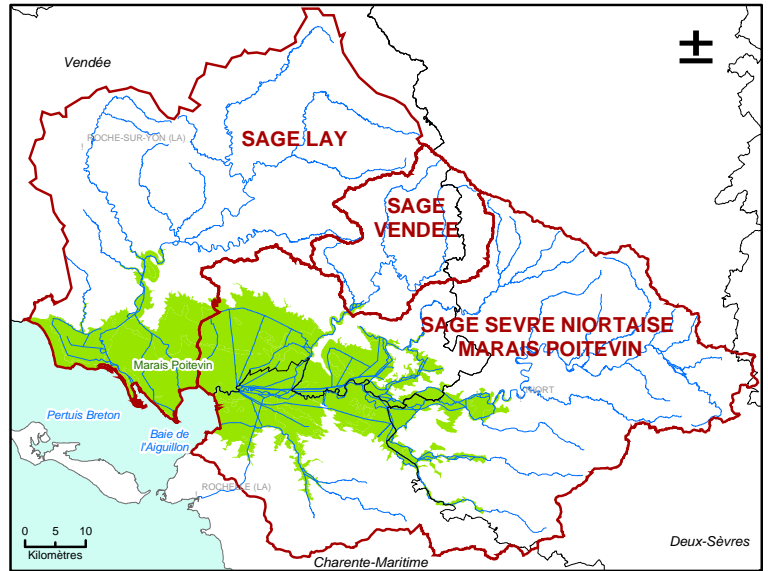 Vendée
ROCHE-SUR-YON (LA)
SAGE LAY
SAGE
VENDEE
SAGE SEVRE NIORTAISE
MARAIS POITEVIN
Marais Poitevin
NIORT
Pertuis Breton
Baie de
l'Aiguillon
ROCHELLE (LA)
0 5 10
Kilomètres
Charente-Maritime
Deux-Sèvres